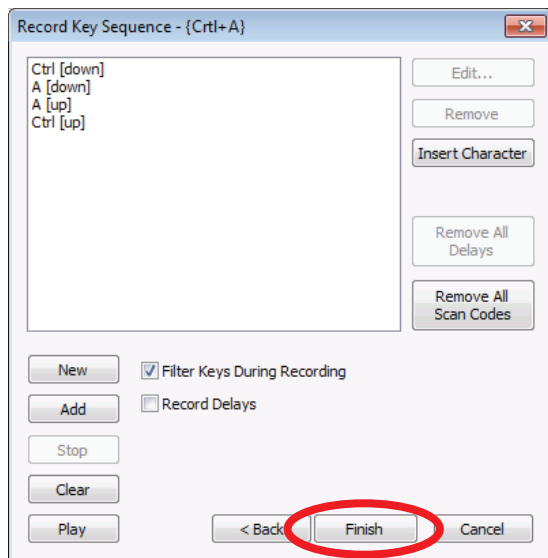 Record Key Sequence - {Crtl+A}
Ctrl [down]
A [down]
A [up]
Ctrl [up]
Edit...
Remove
Insert Character
Remove All
Delays
Remove All
Scan Codes
New
Filter Keys During Recording
Add
Record Delays
Stop
Clear
Play
< Back
Finish
Cancel